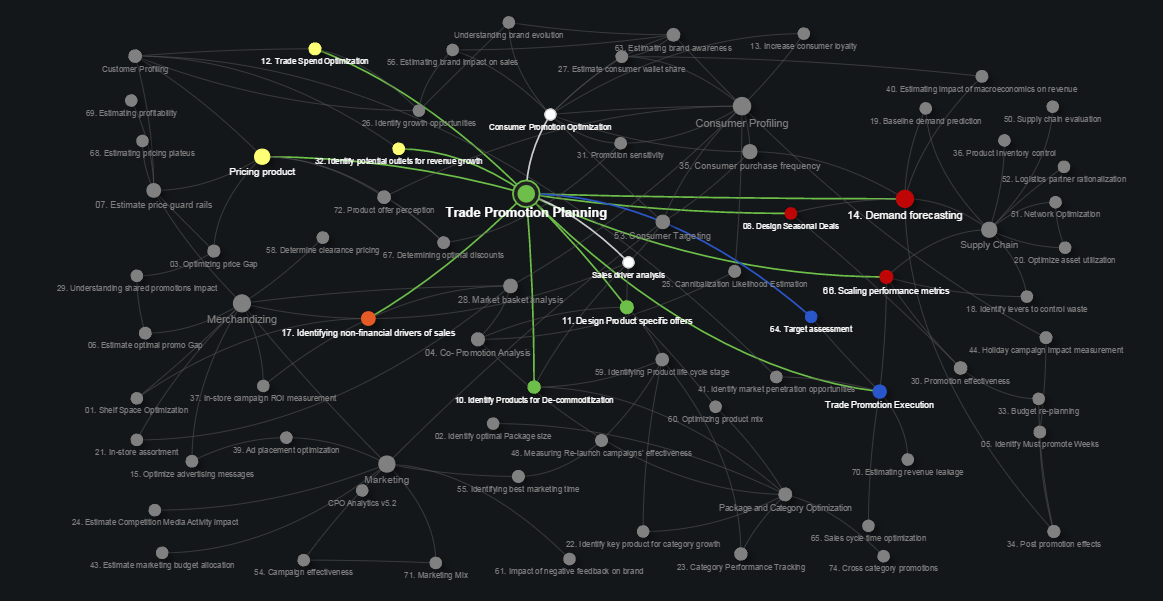 Understanding brand evolution
13. Increase consumer loyalty
63. Estimating brand awareness
12. Trade Spend Optimization
56. Estimating brand impact on sales
Customer Profiling
27. Estimate consumer wallet share
40. Estimating impact of macroeconomics on revenue
69. Estimating profitability
26. Identify growth opportunities
Consumer Promotion Optimization
Consumer Profiling
19. Baseline demand prediction
50. Supply chain evaluation
68. Estimating pricing plateus
32. Identify potential outlets for revenue growth
31. Promotion sensitivity
36. Product inventory control
Pricing product
35. Consumer purchase frequency
52. Logistics partner rationalization
07. Estimate price guard rails
72. Product offer perception
Trade Promotion Planning
08. Design Seasonal Deals
14. Demand forecasting
51. Network Optimization
58. Determine clearance pricing
67. Determining optimal discounts
53. Consumer Targeting
Supply Chain
20. Optimize asset utilization
03. Optimizing price Gap
Sales driver analysis
29. Understanding shared promotions impact
25. Cannibalization Likelihood Estimation
66. Scaling performance metrics
28. Market basket analysis
18. Identify levers to control waste
Merchandizing
17. Identifying non-financial drivers of sales
11. Design Product specific offers
64. Target assessment
06. Estimate optimal promo Gap
04. Co- Promotion Analysis
44. Holiday campaign impact measurement
59. Identifying Product life cycle stage
41. Identify market penetration opportunities
30. Promotion effectiveness
37. In-store campaign ROI measurement
10. Identify Products for De-commoditization
Trade Promotion Execution
01. Shelf Space Optimization
60. Optimizing product mix
33. Budget re-planning
02. Identify optimal Package size
05. Identify Must promote Weeks
21. In-store assortment
39. Ad placement optimization
48. Measuring Re-launch campaigns' effectiveness
15. Optimize advertising messages
Marketing
70. Estimating revenue leakage
55. Identifying best marketing time
CPO Analytics v5.2
Package and Category Optimization
24. Estimate Competition Media Activity Impact
65. Sales cycle time optimization
22. Identify key product for category growth
34. Post promotion effects
43. Estimate marketing budget allocation
54. Campaign effectiveness
71. Marketing Mix
61. Impact of negative feedback on brand
23. Category Performance Tracking
74. Cross category promotions